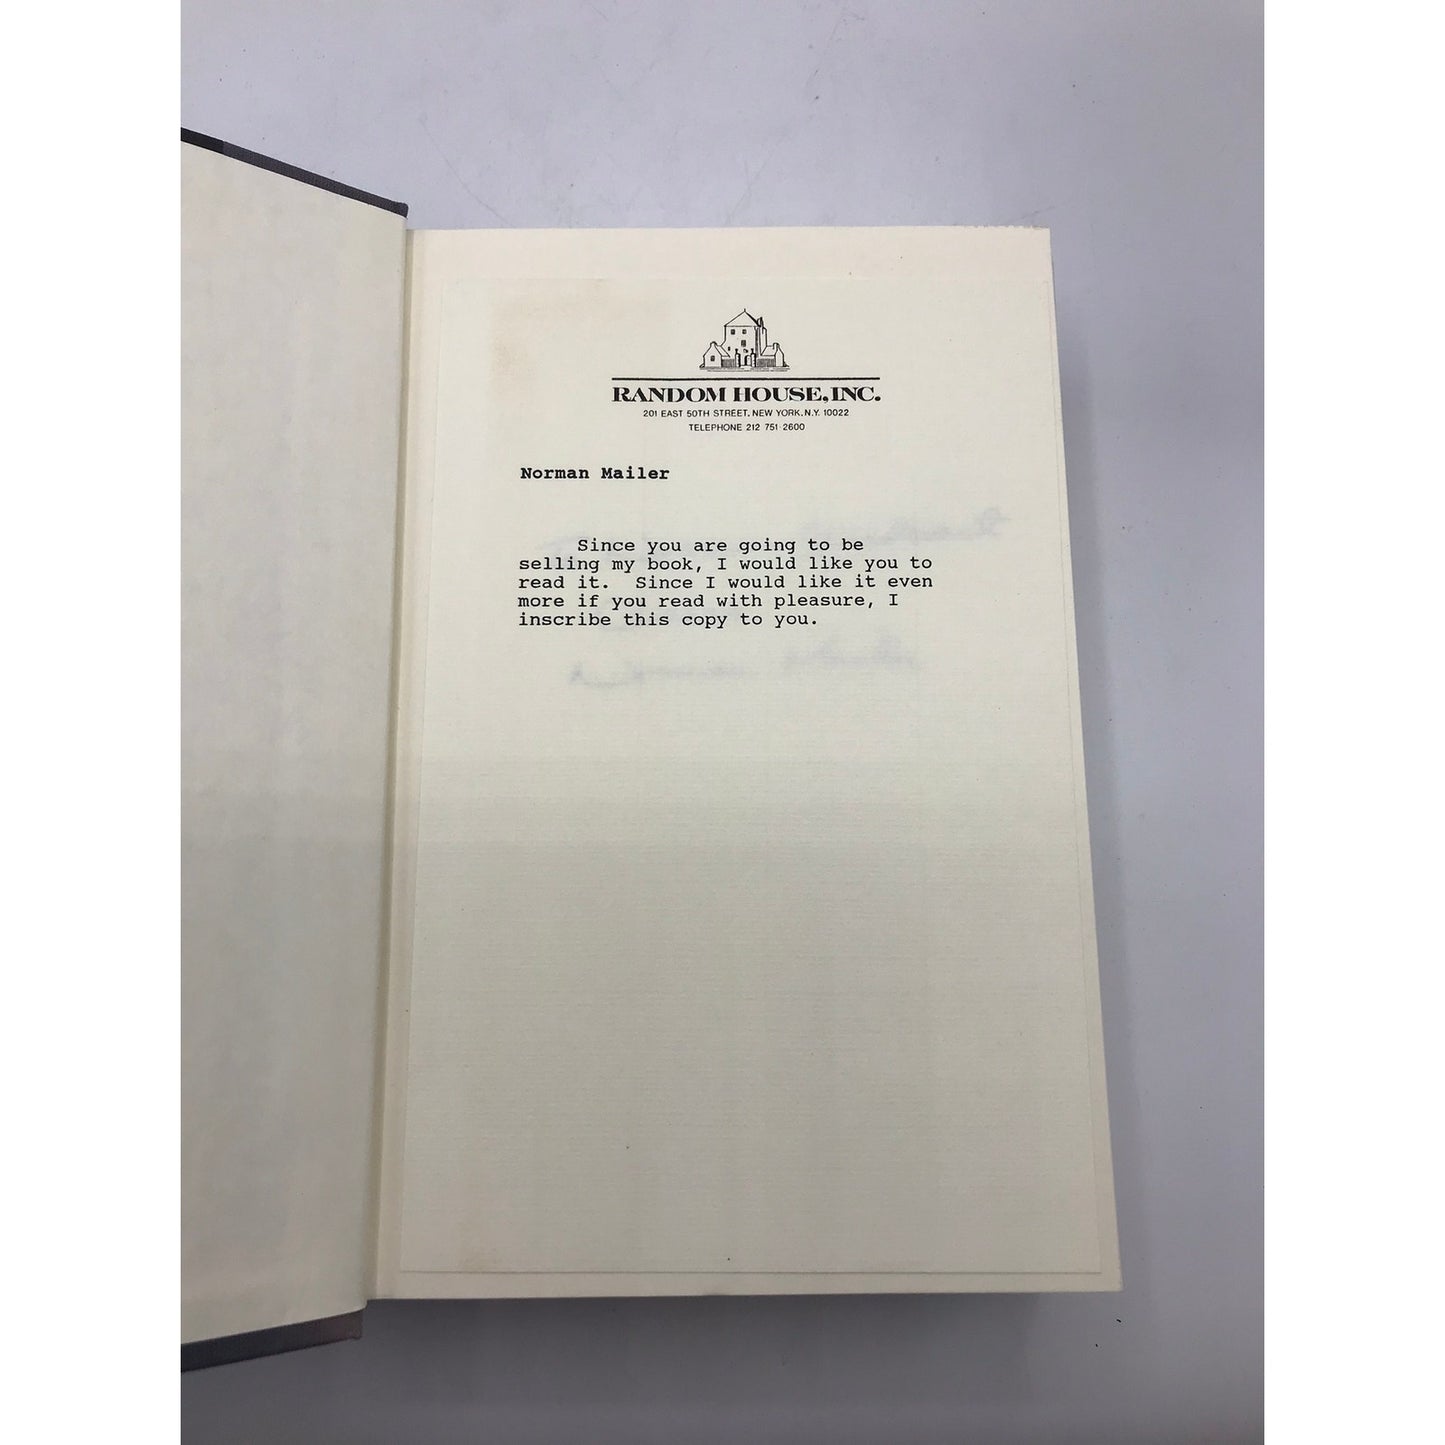 RANDOM HOUSE, INC.
201 EAST 50TH STREET, NEW YORK, N.Y. 10022
TELEPHONE 212 751-2600
Norman Mailer
Since you are going to be
selling my book, I would like you to
read it. Since I would like it even
more if you read with pleasure, I
inscribe this copy to you.